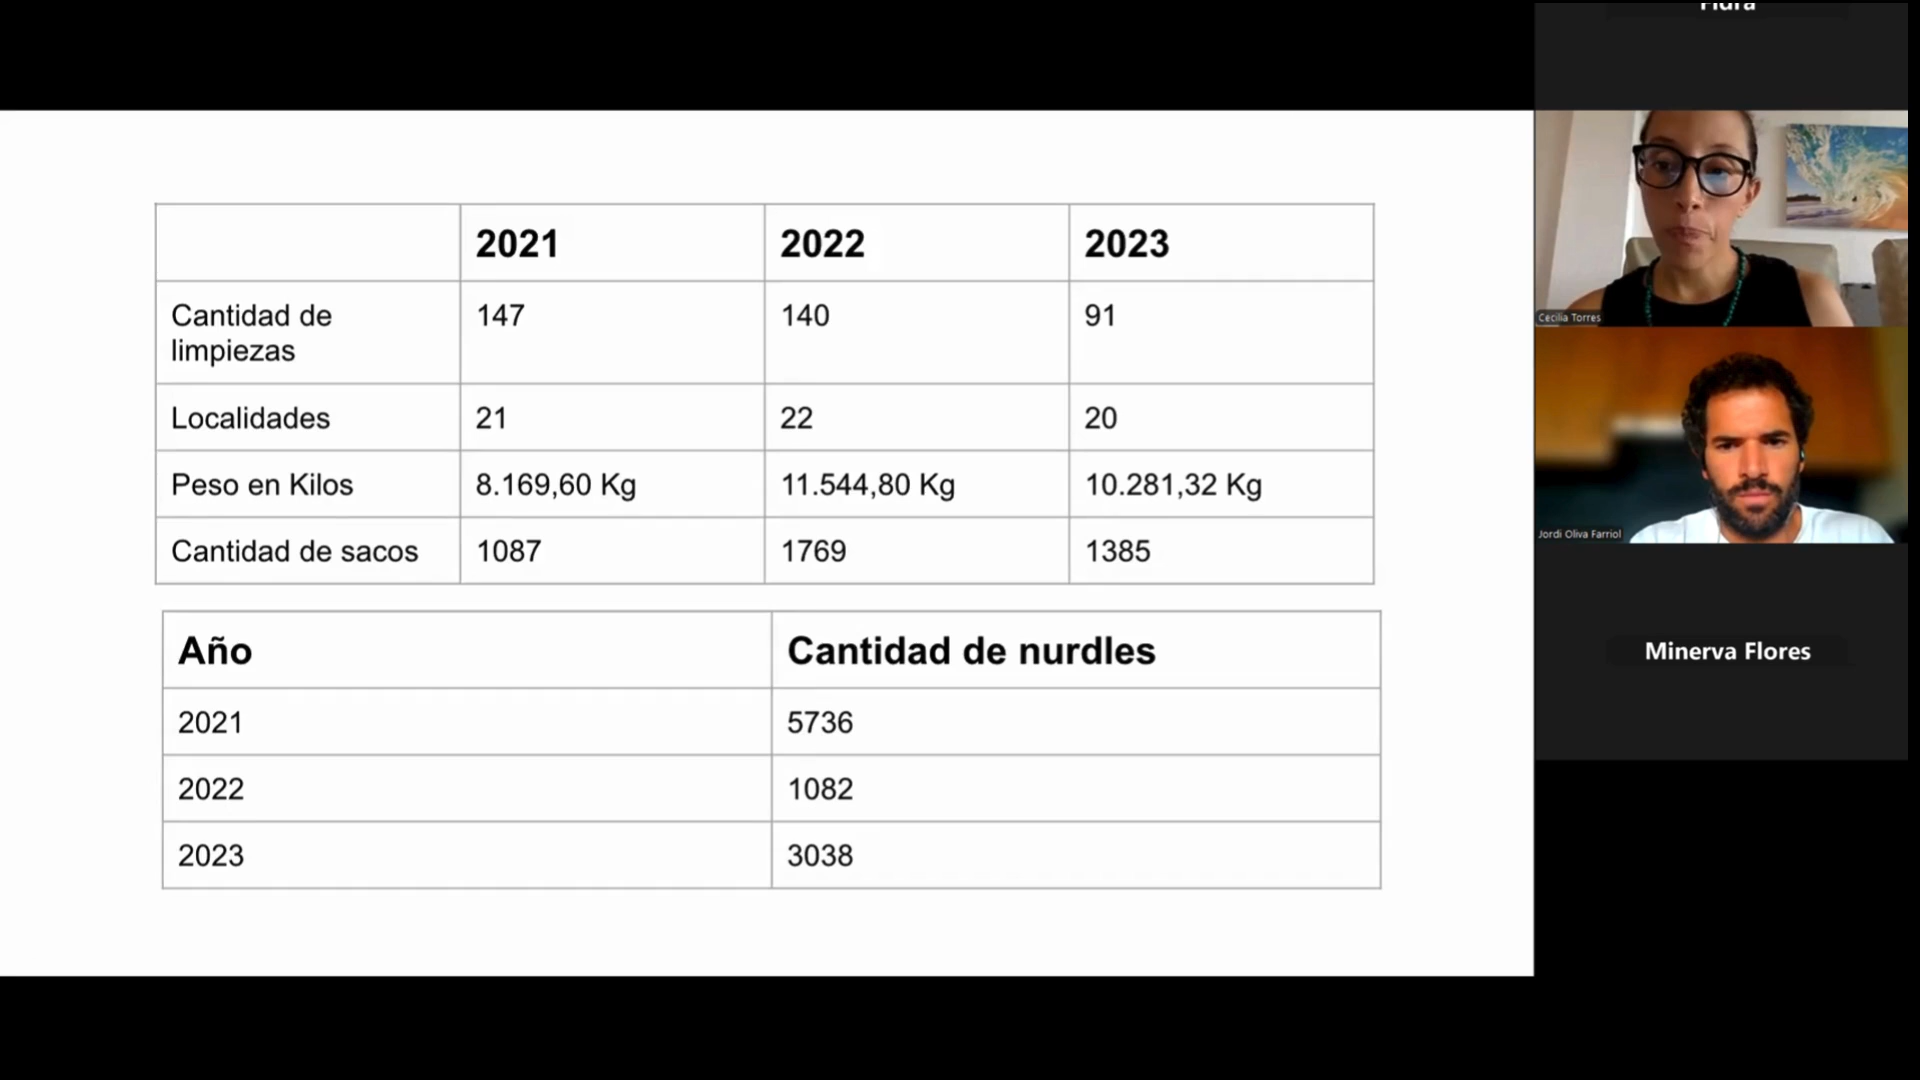 2021 2022 2023
Cantidad de
limpiezas
147 140 91
Localidades 21 22 20
Peso en Kilos 8.169,60 Kg 11.544,80 Kg 10.281,32 Kg
Cantidad de sacos 1087 1769 1385
Año Cantidad de nurdles
2021 5736
2022 1082
2023 3038
Cecilia Torres
Jordi Oliva Farriol
Minerva Flores